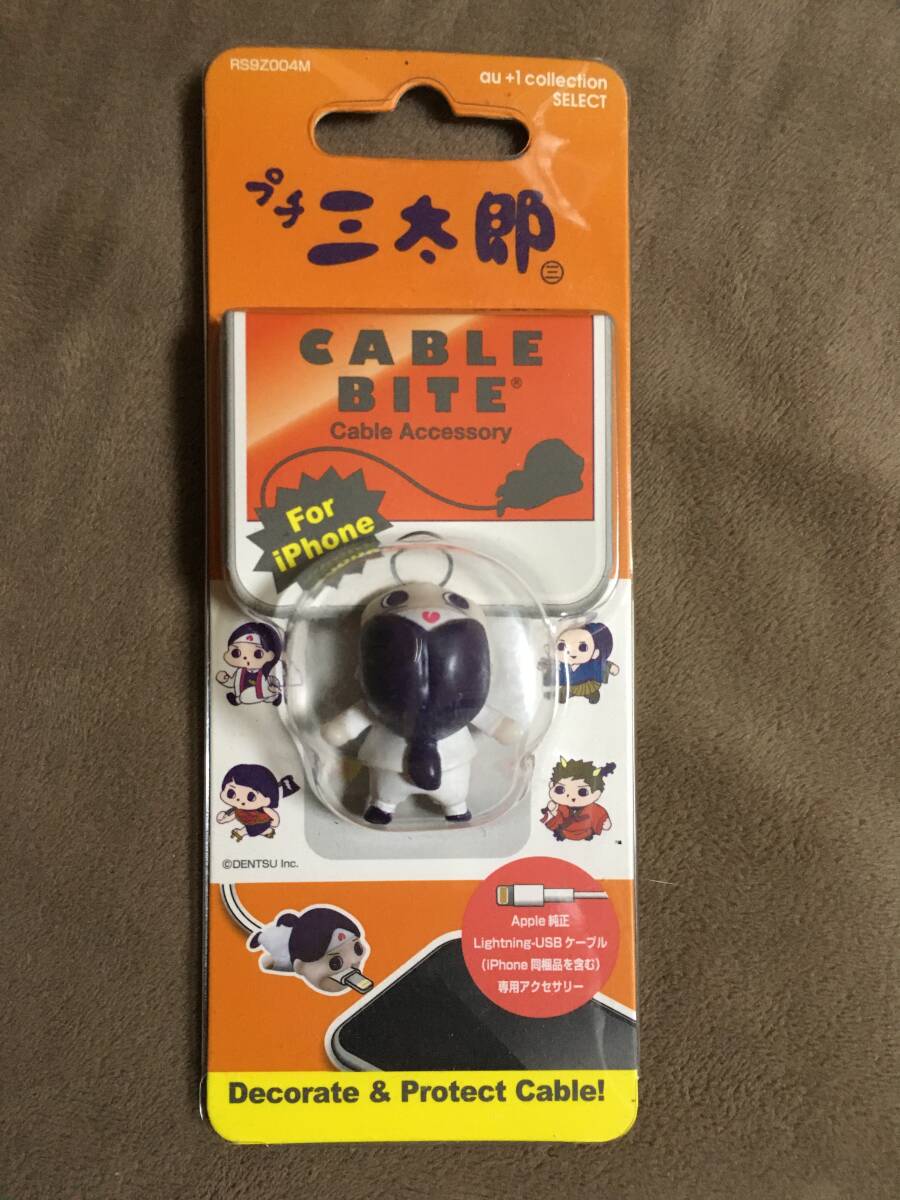 RS9Z004M
au +1 collection
SELECT
プチ三太郎
三
CABLE
BITE®
Cable Accessory
For
iPhone
©DENTSU Inc.
Apple 純正
Lightning-USB ケーブル
(iPhone 同梱品を含む)
専用アクセサリー
Decorate & Protect Cable!